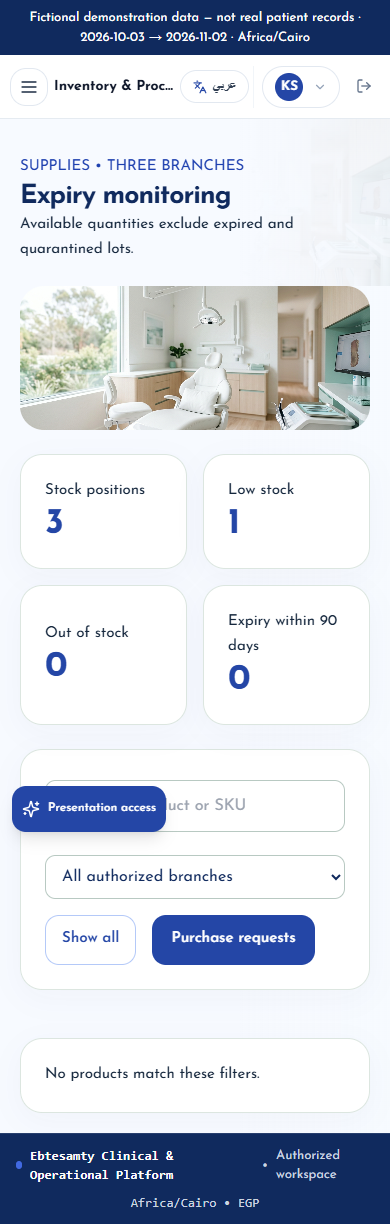 Fictional demonstration data — not real patient records ·
2026-10-03 → 2026-11-02 · Africa/Cairo
Inventory & Proc...
عربي
KS
SUPPLIES • THREE BRANCHES
Expiry monitoring
Available quantities exclude expired and
quarantined lots.
Stock positions
3
Low stock
1
Out of stock
0
Expiry within 90
days
0
Presentation access
uct or SKU
All authorized branches
Show all
Purchase requests
No products match these filters.
Ebtesamty Clinical &
Operational Platform
• Authorized
workspace
Africa/Cairo • EGP